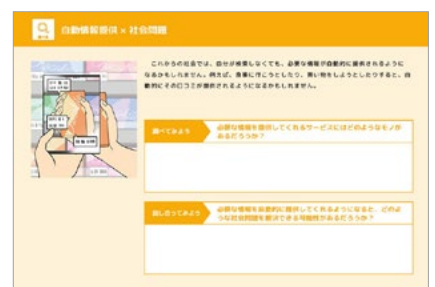 自動情報提供 × 社会問題
これからの社会では、自分が検索しなくても、必要な情報が自動的に提供されるように
なるかもしれません。例えば、食事に行こうとしたり、買い物をしようとしたりすると、自
動的にその口コミが提供されるようになるかもしれません。
調べてみよう
必要な情報を提供してくれるサービスにはどのようなモノが
あるだろうか?
話し合ってみよう
必要な情報を自動的に提供してくれるようになると、どのよ
うな社会問題を解決できる可能性があるだろうか?